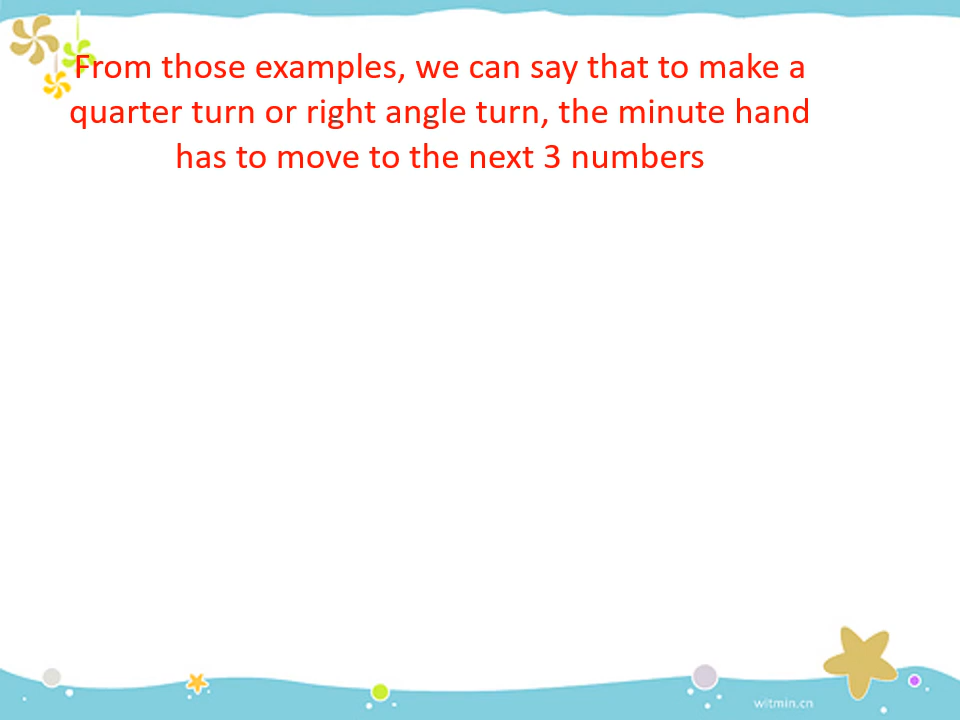 From those examples, we can say that to make a
quarter turn or right angle turn, the minute hand
has to move to the next 3 numbers
witmin.cn